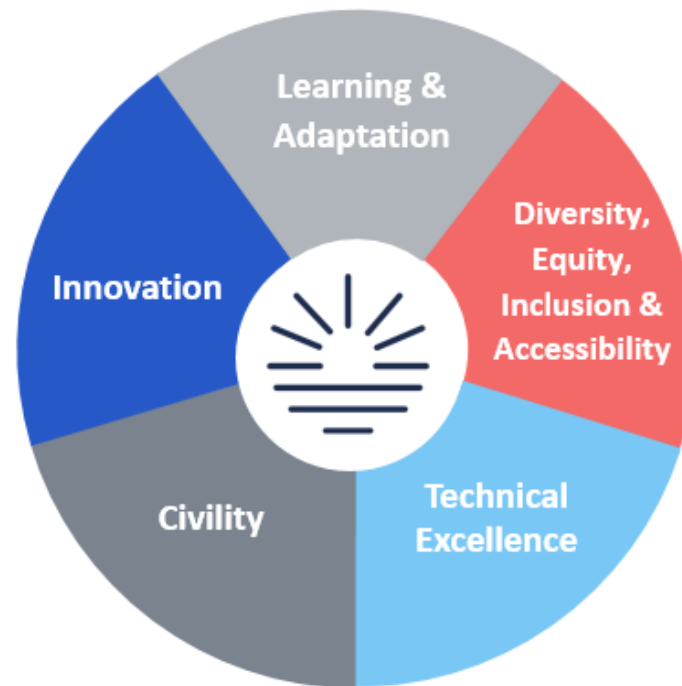 Learning &
Adaptation
Diversity,
Equity,
Inclusion &
Accessibility
Innovation
Technical
Excellence
Civility